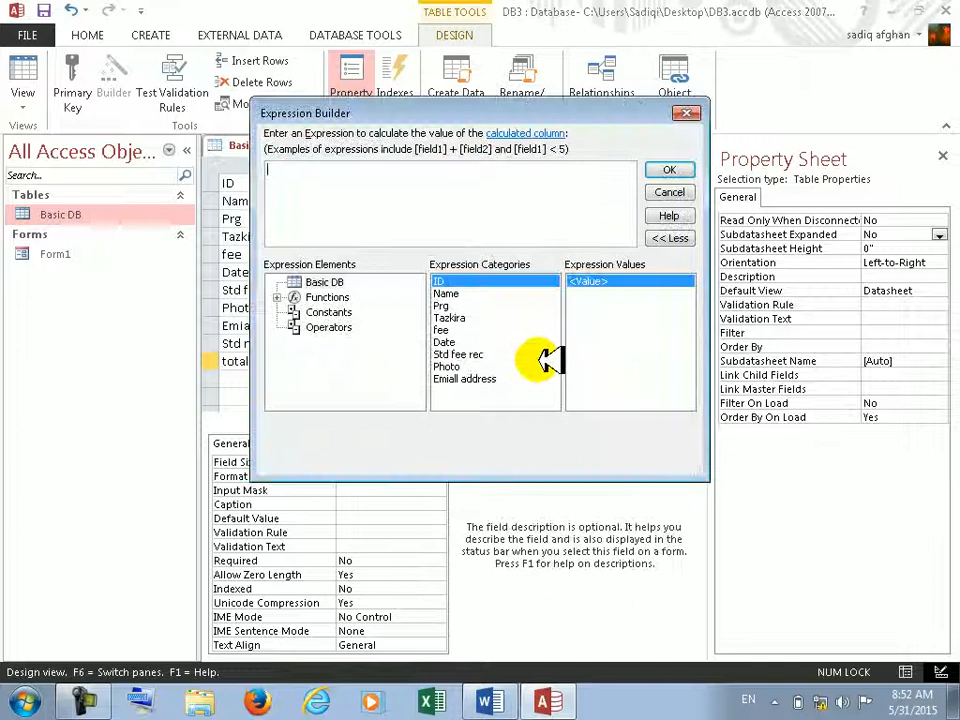 TABLE TOOLS
DB3 : Database- C:\Users\Sadiqi\Desktop\DB3.accdb (Access 2007...
FILE
HOME
CREATE
EXTERNAL DATA
DATABASE TOOLS
DESIGN
sadiq afghan
View
Primary Key
Builder
Test Validation Rules
Insert Rows
Delete Rows
Property
Indexes
Create Data
Rename/
Relationships
Object
Views
Tools
All Access Obje...
Search...
Tables
Basic DB
Forms
Form1
ID
Prg
fee
total
Expression Builder
Enter an Expression to calculate the value of the calculated column:
(Examples of expressions include [field1] + [field2] and [field1] < 5)
OK
Cancel
Help
<< Less
Expression Elements
Basic DB
Functions
Constants
Operators
Expression Categories
ID
Name
Prg
Tazkira
fee
Date
Std fee rec
Photo
Emiall address
Expression Values
<Value>
Property Sheet
Selection type: Table Properties
General
Read Only When Disconnecte No
Subdatasheet Expanded No
Subdatasheet Height 0"
Orientation Left-to-Right
Description
Default View Datasheet
Validation Rule
Validation Text
Filter
Order By
Subdatasheet Name [Auto]
Link Child Fields
Link Master Fields
Filter On Load No
Order By On Load Yes
Format
Input Mask
Caption
Default Value
Validation Rule
Validation Text
Required No
Allow Zero Length Yes
Indexed No
Unicode Compression Yes
IME Mode No Control
IME Sentence Mode None
Text Align General
The field description is optional. It helps you
describe the field and is also displayed in the
status bar when you select this field on a form.
Press F1 for help on descriptions.
Design view. F6 = Switch panes. F1 = Help.
NUM LOCK
EN
8:52 AM
5/31/2015